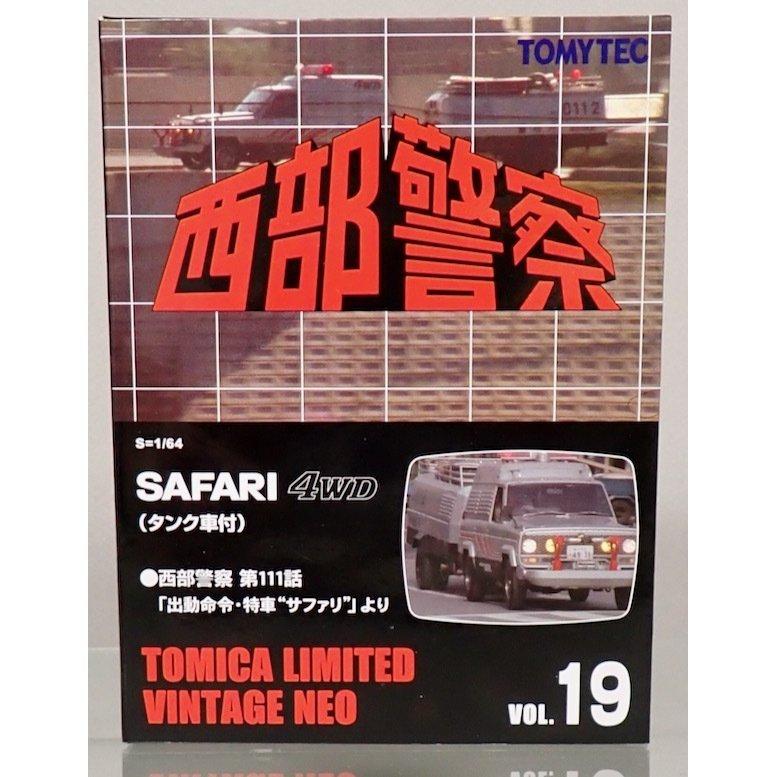 TOMYTEC
0112
西部警察
S=1/64
SAFARI 4WD
(タンク車付)
●西部警察 第111話
「出動命令・特車“サファリ”」より
TOMICA LIMITED
VINTAGE NEO
VOL. 19